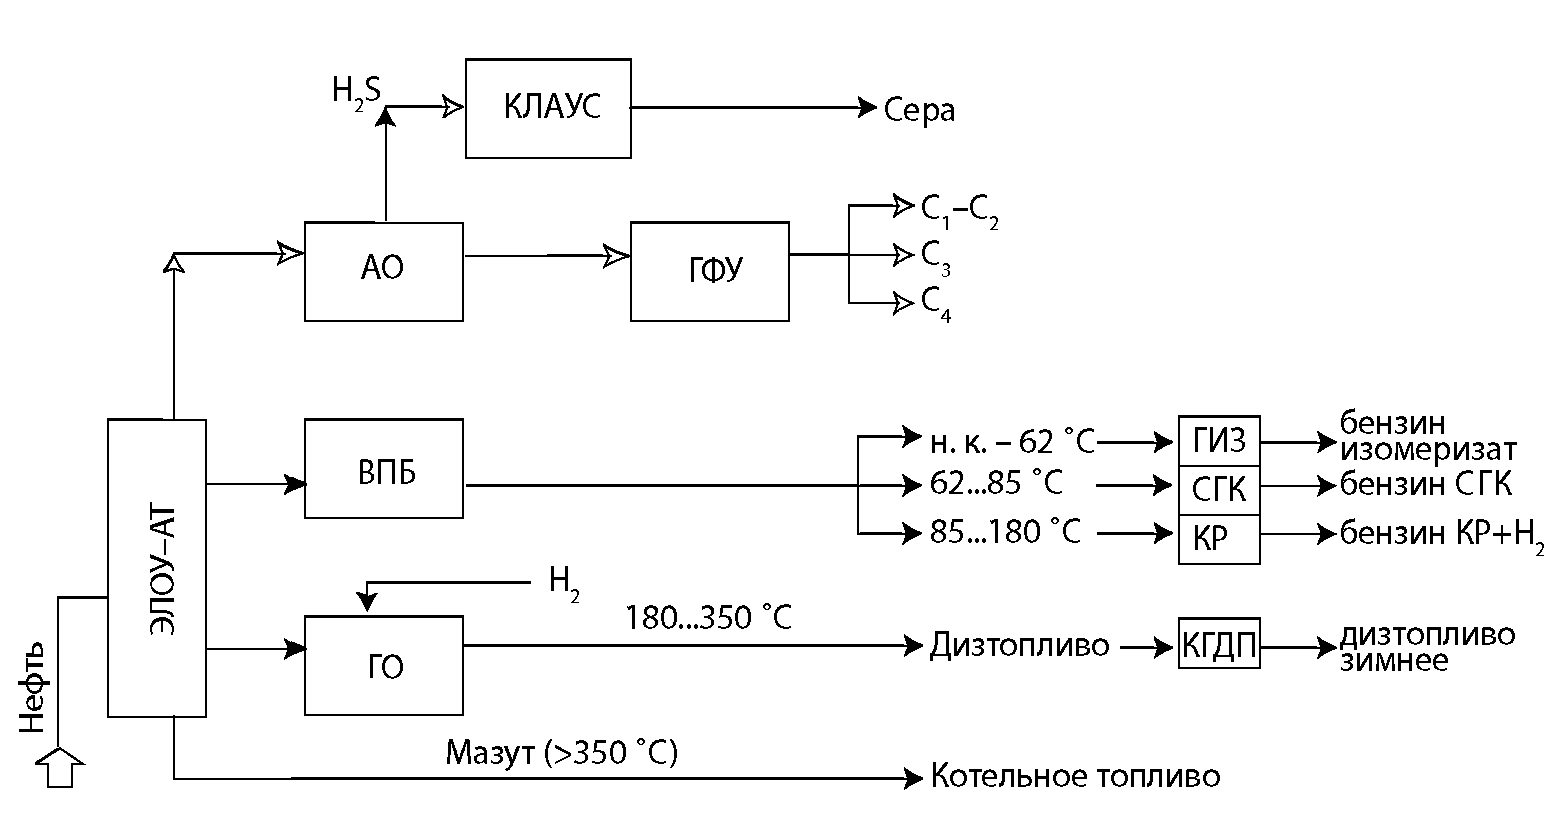 H₂S
КЛАУС
Сера
АО
ГФУ
C₁–C₂
C₃
C₄
ЭЛОУ–АТ
Нефть
ВПБ
н. к. – 62 ˚C
ГИЗ
бензин
изомеризат
62...85 ˚C
СГК
бензин СГК
85...180 ˚C
КР
бензин КР+H₂
H₂
ГО
180...350 ˚C
Дизтопливо
КГДП
дизтопливо
зимнее
Мазут (>350 ˚C)
Котельное топливо